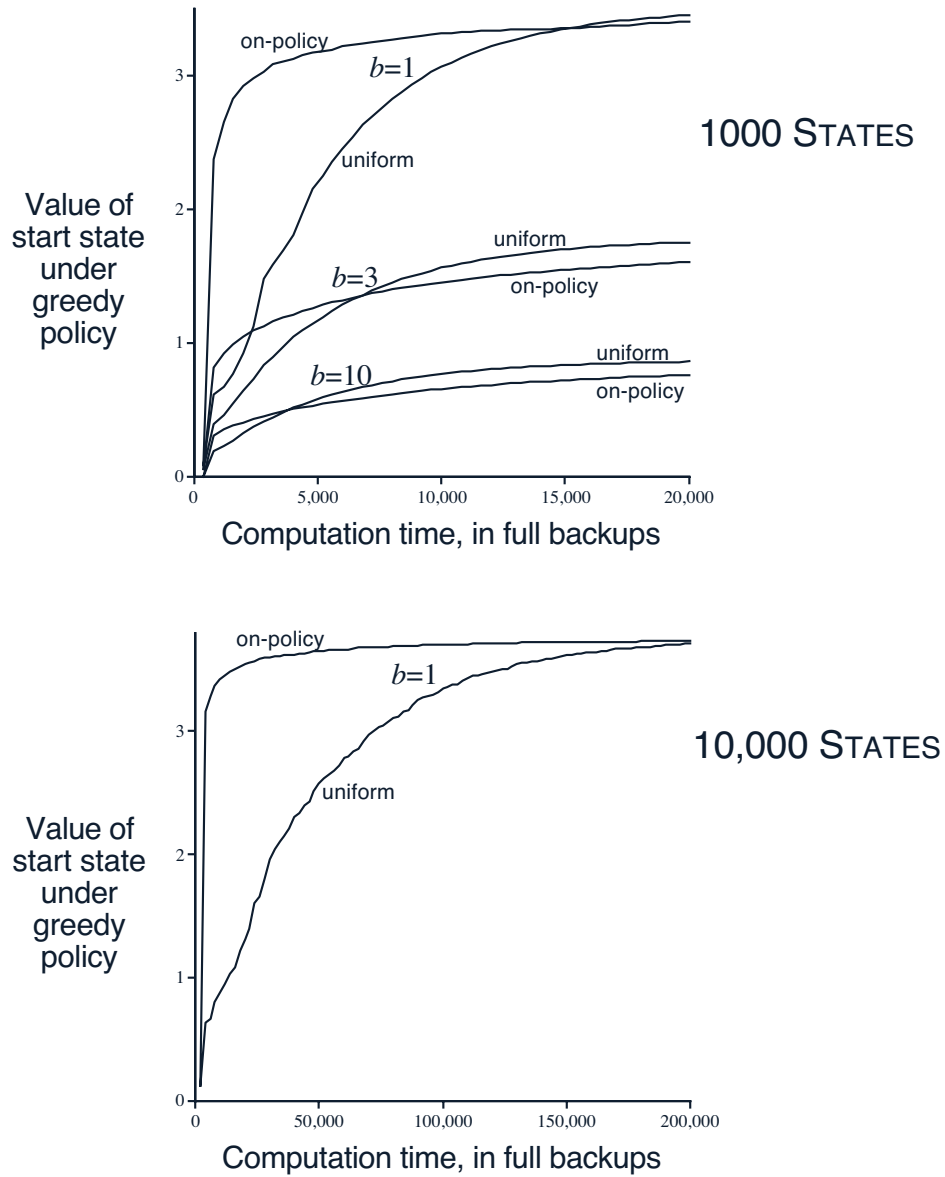 on-policy
b=1
uniform
1000 STATES
3
2
1
0
Value of
start state
under
greedy
policy
uniform
b=3
on-policy
b=10
uniform
on-policy
0
5,000
10,000
15,000
20,000
Computation time, in full backups
on-policy
b=1
uniform
10,000 STATES
3
2
1
0
Value of
start state
under
greedy
policy
0
50,000
100,000
150,000
200,000
Computation time, in full backups